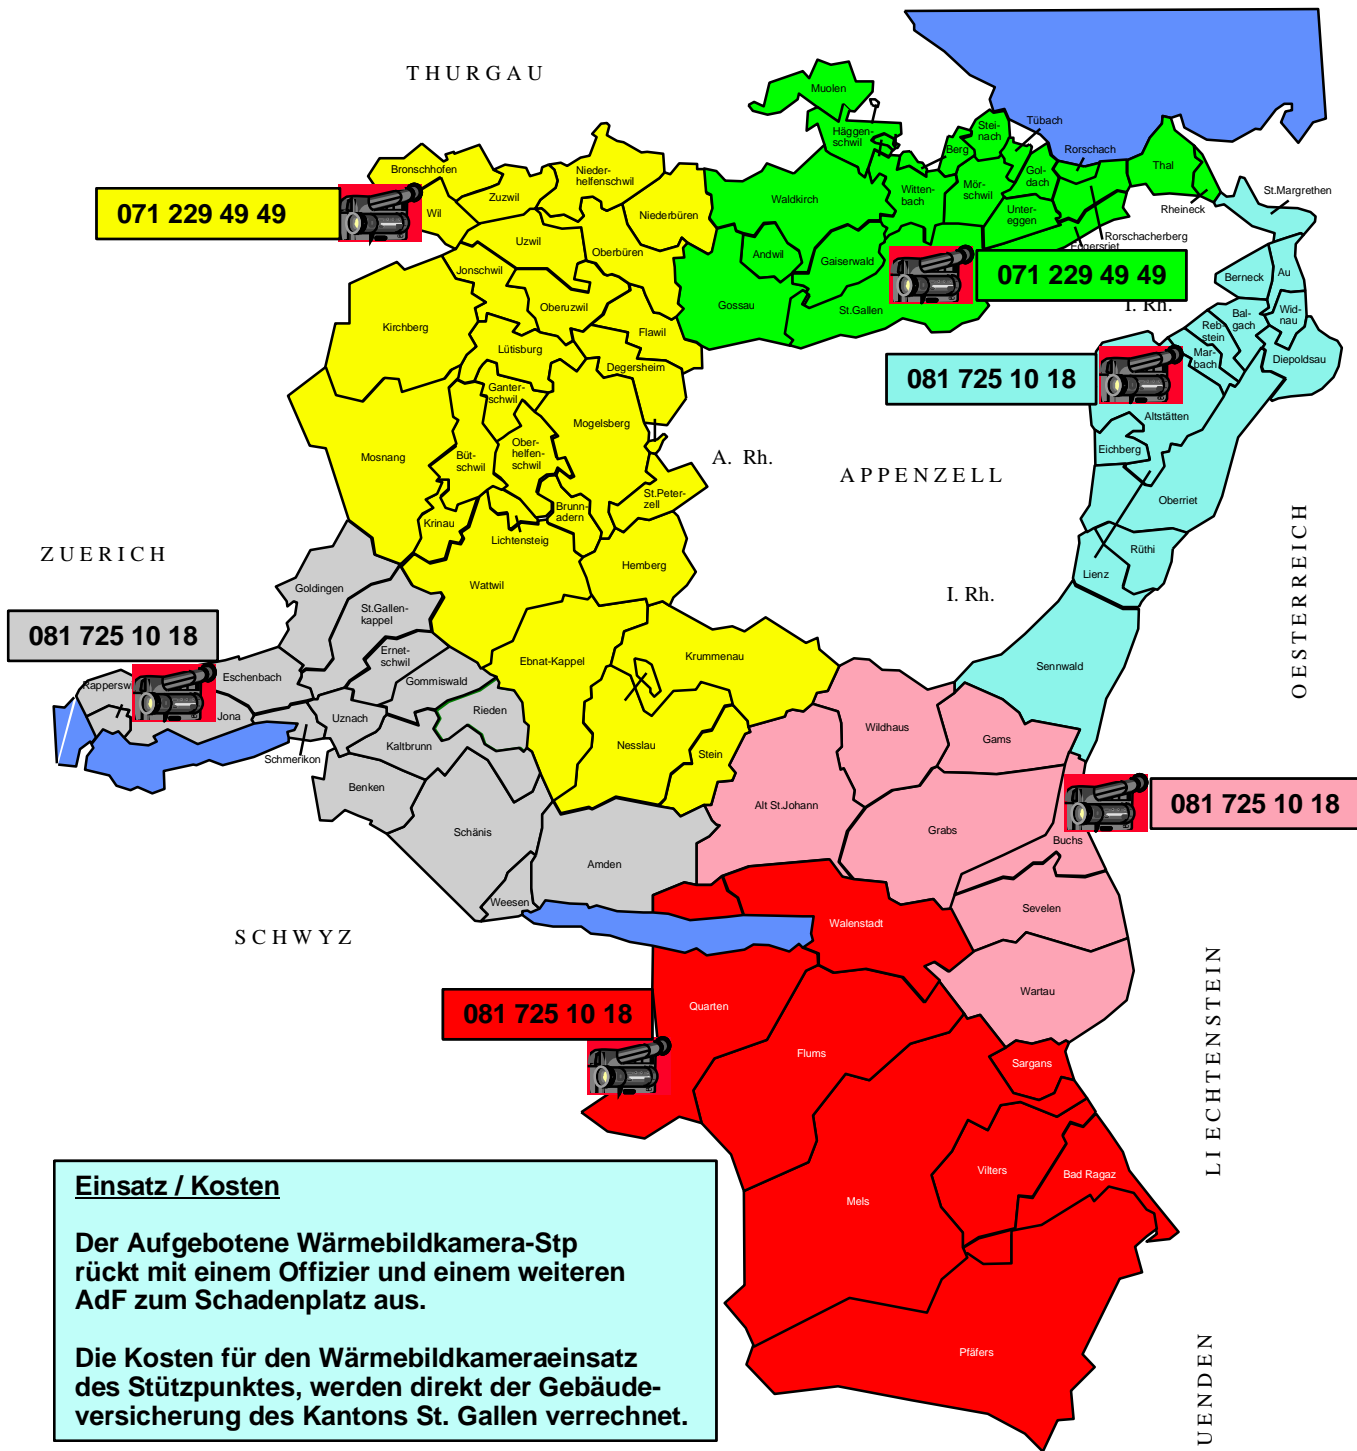 THURGAU
Muolen
Häggen-
schwil
Stei-
nach
Tübach
Berg
Rorschach
Thal
Bronschhofen
Nieder-
helfenschwil
Zuzwil
Wil
Niederbüren
Waldkirch
Witten-
bach
Mör-
schwil
Gol-
dach
Unter-
eggen
Rheineck
St.Margrethen
071 229 49 49
Uzwil
Oberbüren
Andwil
Gaiserwald
Eggersriet
Rorschacherberg
Jonschwil
Oberuzwil
Gossau
St.Gallen
071 229 49 49
I. Rh.
Berneck
Au
Kirchberg
Flawil
Lütisburg
Degersheim
Bal-
gach
Wid-
nau
Reb-
stein
Mar-
bach
Diepoldsau
081 725 10 18
Ganter-
schwil
Mogelsberg
Altstätten
Mosnang
Büt-
schwil
Ober-
helfen-
schwil
A. Rh.
APPENZELL
Eichberg
St.Peter-
zell
Brunn-
adern
Krinau
Lichtensteig
Oberriet
OESTERREICH
ZUERICH
Hemberg
Rüthi
Lienz
Goldingen
Wattwil
I. Rh.
St.Gallen-
kappel
081 725 10 18
Ernet-
schwil
Ebnat-Kappel
Krummenau
Sennwald
Eschenbach
Gommiswald
Rappersw
Jona
Uznach
Rieden
Wildhaus
Gams
Schmerikon
Kaltbrunn
Nesslau
Stein
Benken
Alt St.Johann
081 725 10 18
Schänis
Grabs
Buchs
Amden
Weesen
Sevelen
SCHWYZ
Walenstadt
Wartau
LIECHTENSTEIN
081 725 10 18
Quarten
Flums
Sargans
Vilters
Bad Ragaz
Mels
Pfäfers
UENDEN
Einsatz / Kosten
Der Aufgebotene Wärmebildkamera-Stp
rückt mit einem Offizier und einem weiteren
AdF zum Schadenplatz aus.
Die Kosten für den Wärmebildkameraeinsatz
des Stützpunktes, werden direkt der Gebäude-
versicherung des Kantons St. Gallen verrechnet.